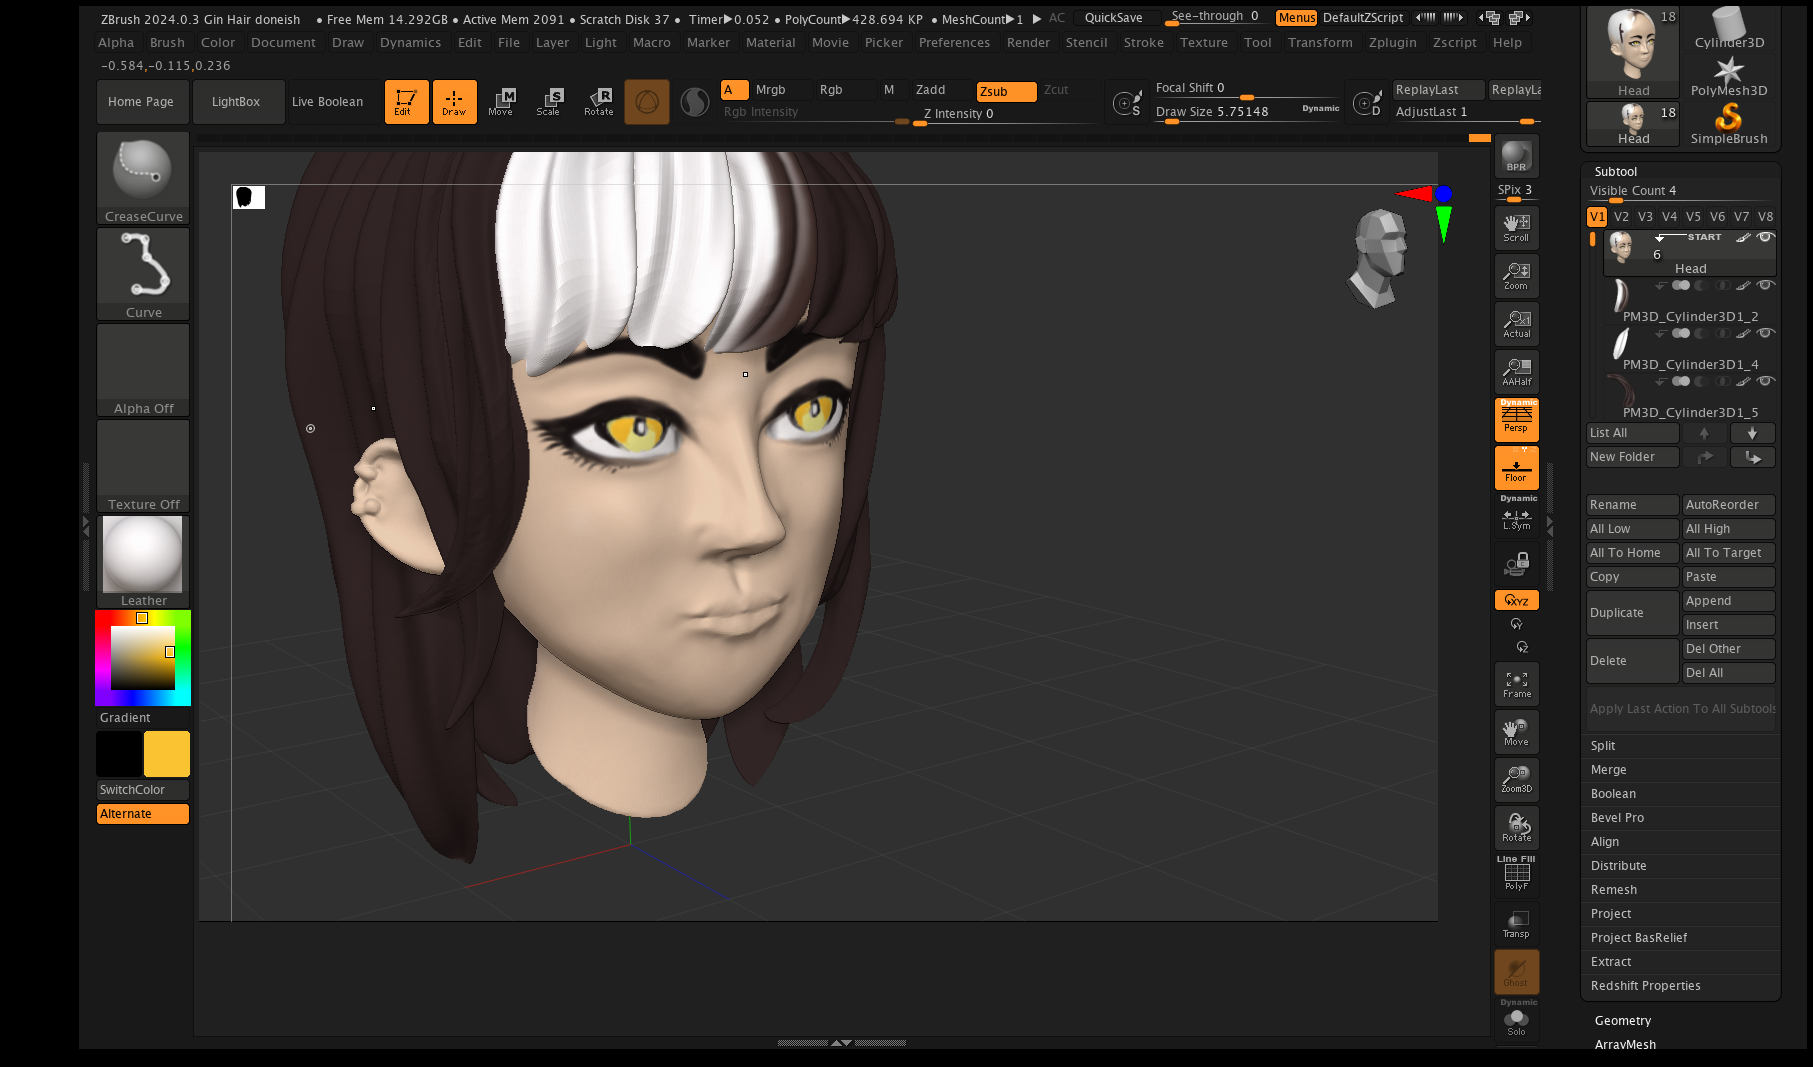 ZBrush 2024.0.3 Gin Hair doneish • Free Mem 14.292GB • Active Mem 2091 • Scratch Disk 37 • Timer▶0.052 • PolyCount▶428.694 KP • MeshCount▶1 AC QuickSave See-through 0 Menus DefaultZScript
Alpha Brush Color Document Draw Dynamics Edit File Layer Light Macro Marker Material Movie Picker Preferences Render Stencil Stroke Texture Tool Transform Zplugin Zscript Help
-0.584,-0.115,0.236
Home Page LightBox Live Boolean Edit Draw Move Scale Rotate
A Mrgb Rgb M Zadd Zsub Zcut
Rgb Intensity Z Intensity 0
S Focal Shift 0
Draw Size 5.75148 Dynamic
D ReplayLast ReplayLa
AdjustLast 1
CreaseCurve
Curve
Alpha Off
Texture Off
Leather
Gradient
SwitchColor
Alternate
BPR
SPix 3
Scroll
Zoom
Actual
AAHalf
Dynamic
Persp
Floor
Dynamic
L.Sym
XYZ
Y
Z
Frame
Move
Zoom3D
Rotate
Line Fill
PolyF
Transp
Ghost
Dynamic
Solo
18
Head
Cylinder3D
PolyMesh3D
18
Head
SimpleBrush
Subtool
Visible Count 4
V1 V2 V3 V4 V5 V6 V7 V8
START
6
Head
PM3D_Cylinder3D1_2
PM3D_Cylinder3D1_4
PM3D_Cylinder3D1_5
List All
New Folder
Rename AutoReorder
All Low All High
All To Home All To Target
Copy Paste
Duplicate Append
Insert
Delete Del Other
Del All
Apply Last Action To All Subtools
Split
Merge
Boolean
Bevel Pro
Align
Distribute
Remesh
Project
Project BasRelief
Extract
Redshift Properties
Geometry
ArrayMesh